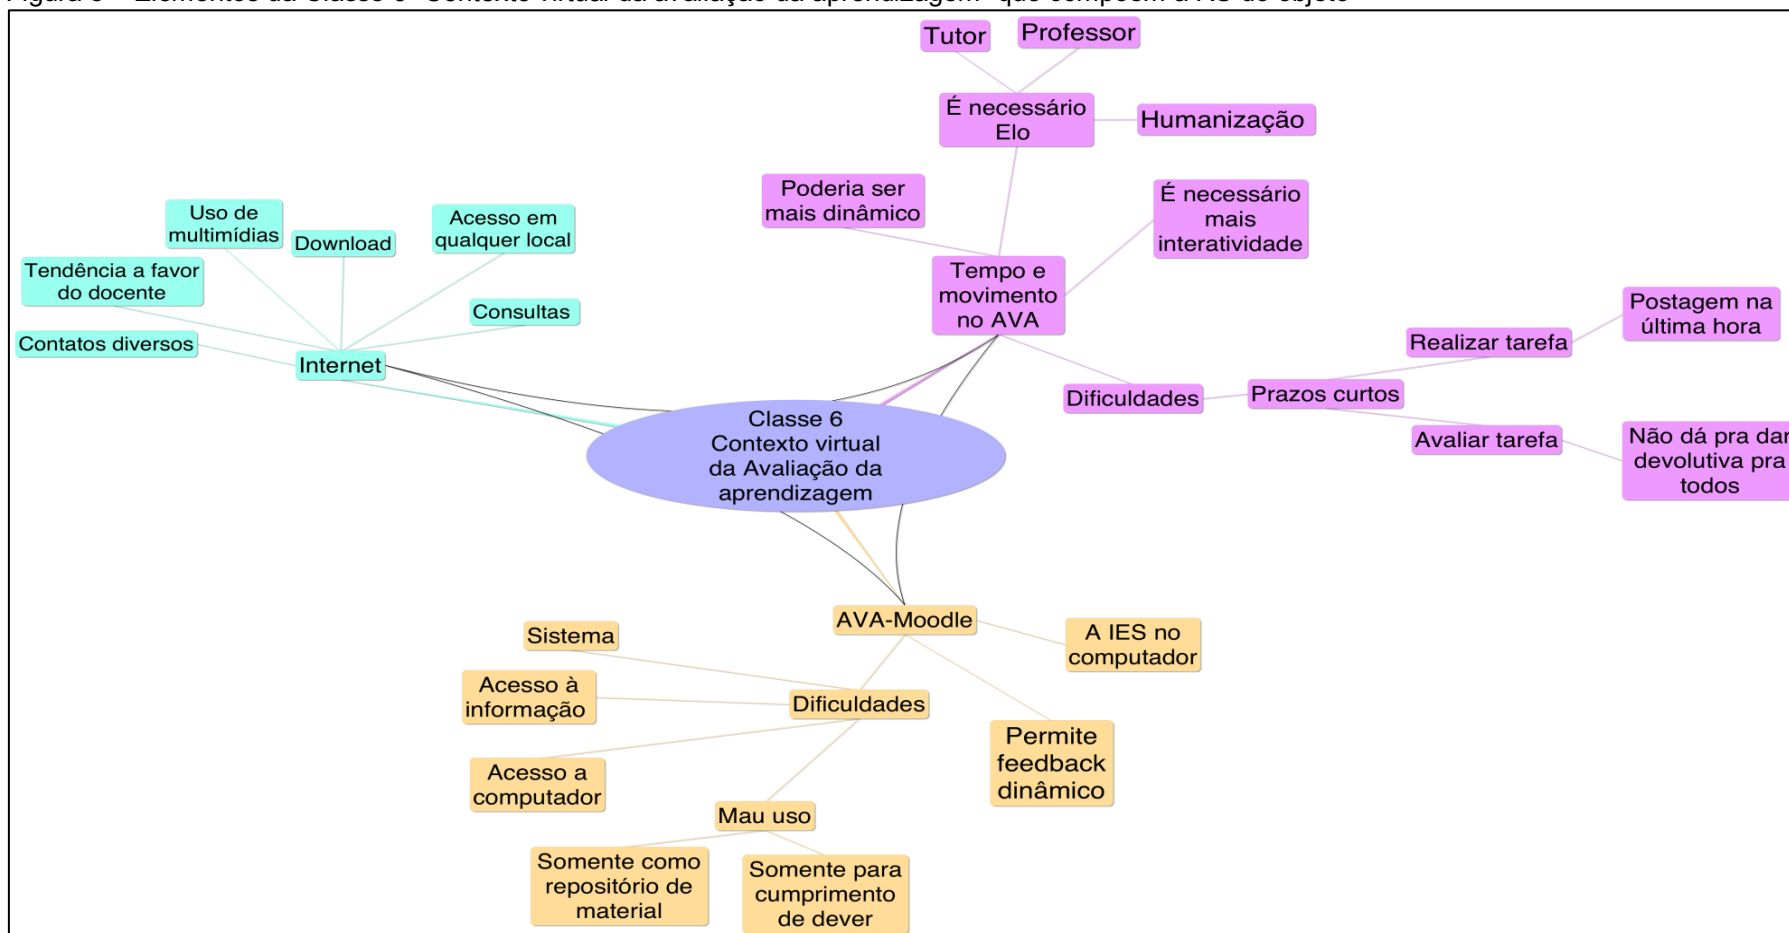 Tutor
Professor
É necessário
Elo
Humanização
Poderia ser
mais dinâmico
É necessário
mais
interatividade
Tempo e
movimento
no AVA
Uso de
multimídias
Download
Acesso em
qualquer local
Tendência a favor
do docente
Consultas
Contatos diversos
Internet
Postagem na
última hora
Realizar tarefa
Dificuldades
Prazos curtos
Avaliar tarefa
Não dá pra dar
devolutiva pra
todos
Classe 6
Contexto virtual
da Avaliação da
aprendizagem
AVA-Moodle
A IES no
computador
Sistema
Acesso à
informação
Dificuldades
Permite
feedback
dinâmico
Acesso a
computador
Mau uso
Somente como
repositório de
material
Somente para
cumprimento
de dever